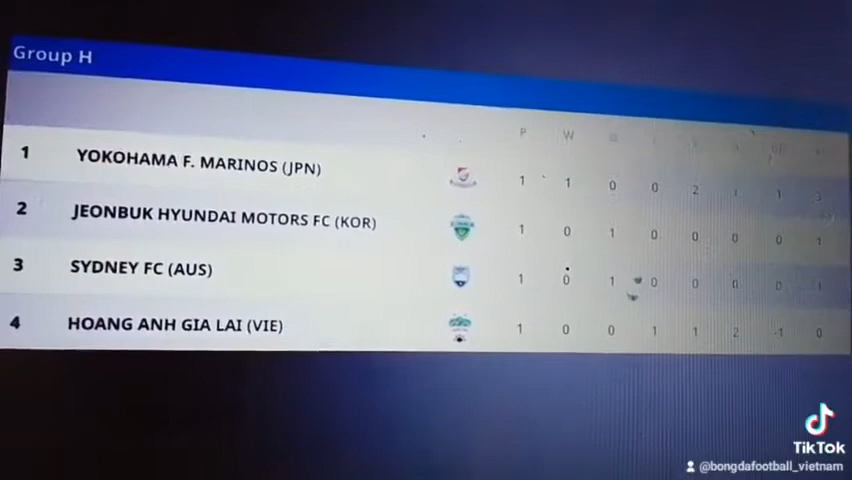 Group H
P W
1 YOKOHAMA F. MARINOS (JPN) 1 1 0 0 2 1 1 3
2 JEONBUK HYUNDAI MOTORS FC (KOR) 1 0 1 0 0 0 0 1
3 SYDNEY FC (AUS) 1 0 1 0 0 0 0 1
4 HOANG ANH GIA LAI (VIE) 1 0 0 1 1 2 -1 0
TikTok
@bongdafootball_vietnam